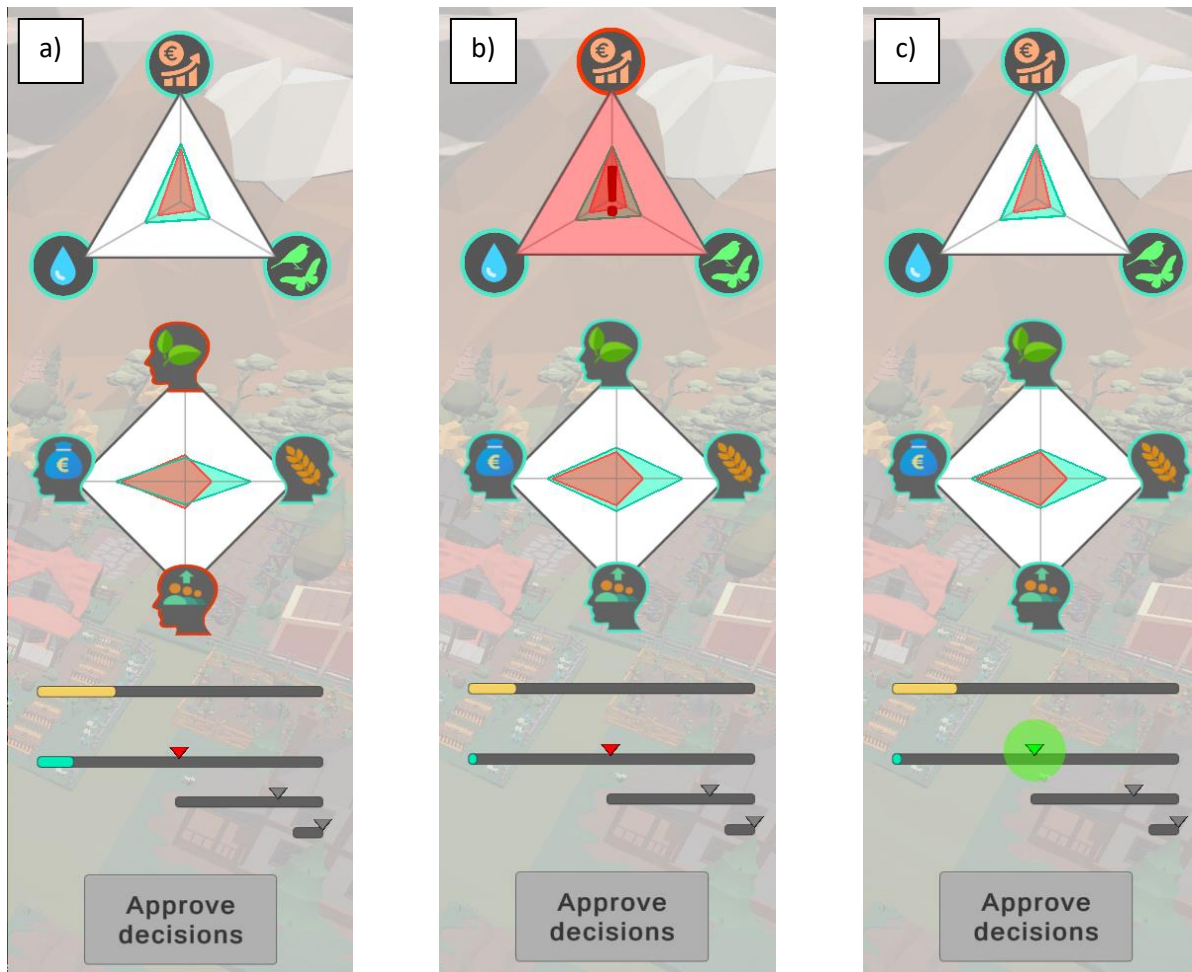 a)
b)
c)
€
€
€
!
€
€
€
Approve
decisions
Approve
decisions
Approve
decisions